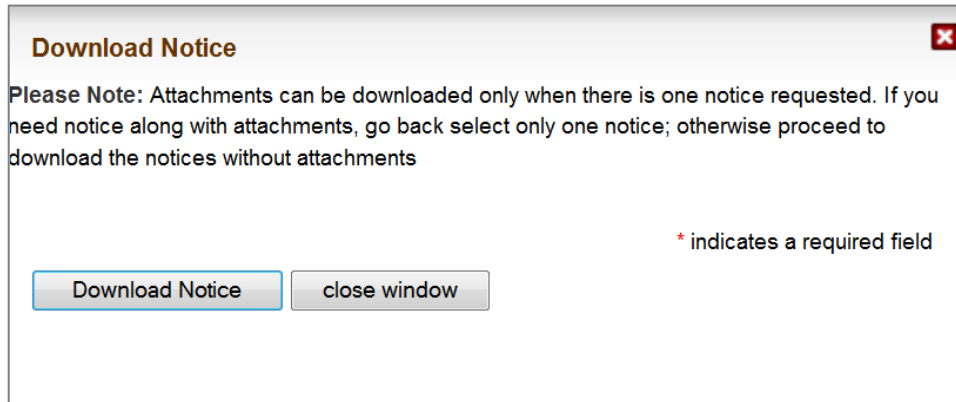 Download Notice
Please Note: Attachments can be downloaded only when there is one notice requested. If you
need notice along with attachments, go back select only one notice; otherwise proceed to
download the notices without attachments
* indicates a required field
Download Notice
close window